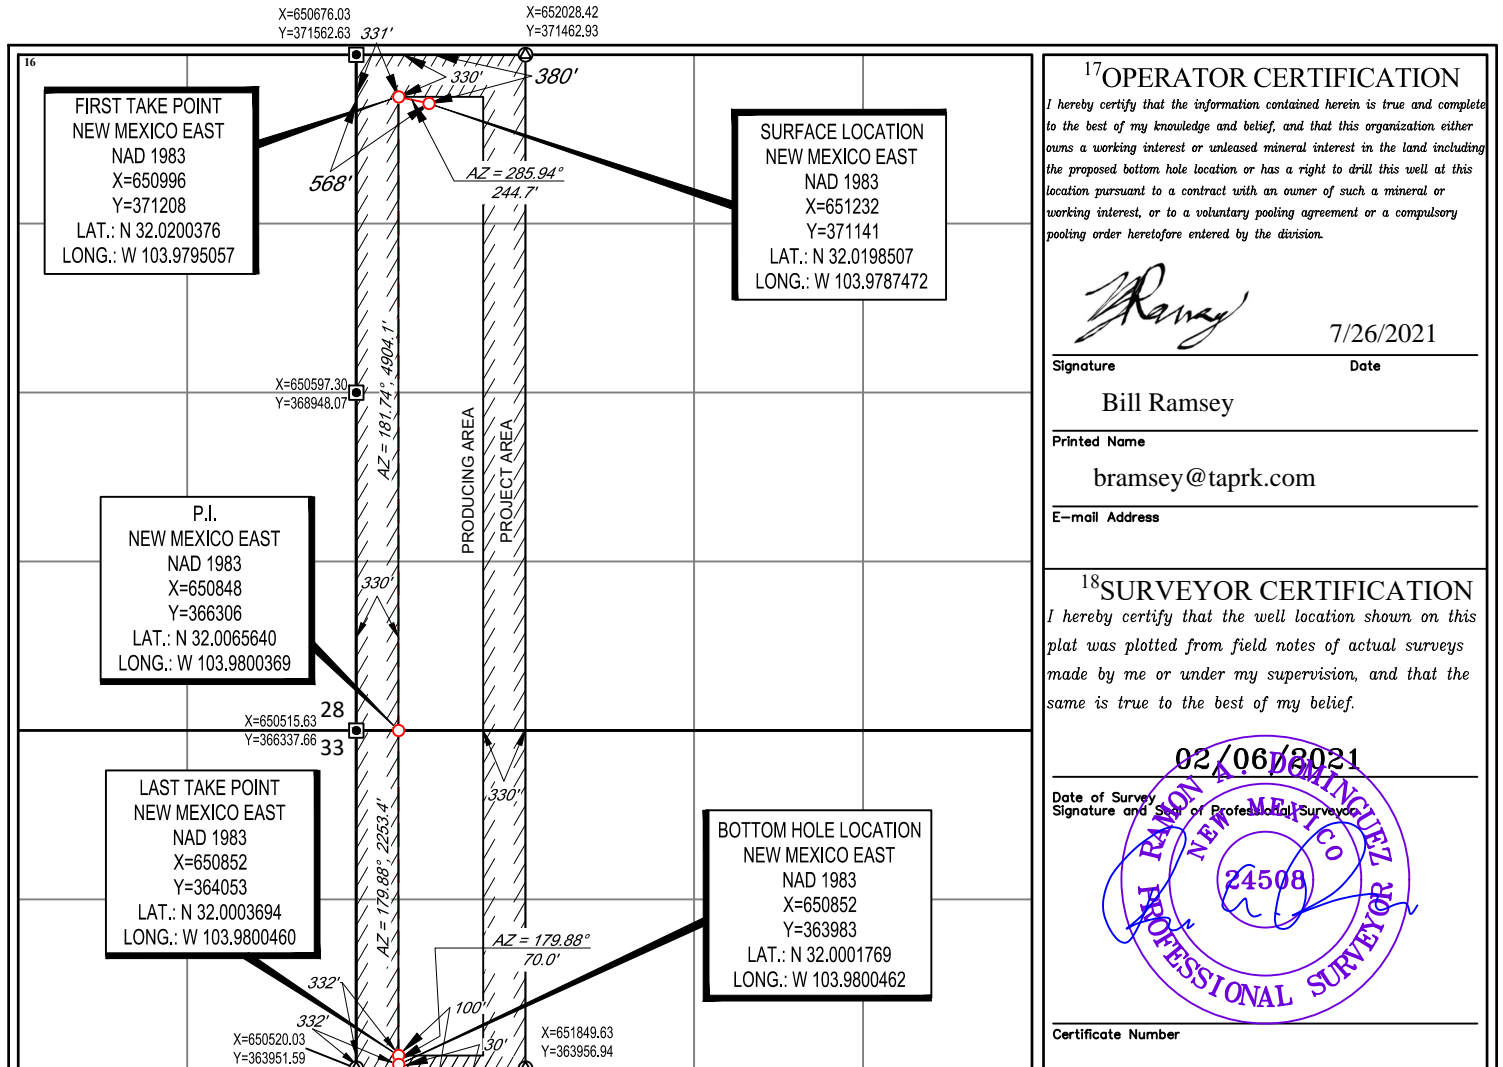 X=650676.03
Y=371562.63
331'
X=652028.42
Y=371462.93
16
330'
380'
FIRST TAKE POINT
NEW MEXICO EAST
NAD 1983
X=650996
Y=371208
LAT.: N 32.0200376
LONG.: W 103.9795057
568'
AZ = 285.94°
244.7'
SURFACE LOCATION
NEW MEXICO EAST
NAD 1983
X=651232
Y=371141
LAT.: N 32.0198507
LONG.: W 103.9787472
AZ = 181.74°, 4904.1'
X=650597.30
Y=368948.07
PRODUCING AREA
PROJECT AREA
P.I.
NEW MEXICO EAST
NAD 1983
X=650848
Y=366306
LAT.: N 32.0065640
LONG.: W 103.9800369
330'
X=650515.63
Y=366337.66
28
33
330'
LAST TAKE POINT
NEW MEXICO EAST
NAD 1983
X=650852
Y=364053
LAT.: N 32.0003694
LONG.: W 103.9800460
AZ = 179.88°, 2253.4'
BOTTOM HOLE LOCATION
NEW MEXICO EAST
NAD 1983
X=650852
Y=363983
LAT.: N 32.0001769
LONG.: W 103.9800462
AZ = 179.88°
70.0'
332'
332'
100'
30'
X=650520.03
Y=363951.59
X=651849.63
Y=363956.94
17 OPERATOR CERTIFICATION
I hereby certify that the information contained herein is true and complete
to the best of my knowledge and belief, and that this organization either
owns a working interest or unleased mineral interest in the land including
the proposed bottom hole location or has a right to drill this well at this
location pursuant to a contract with an owner of such a mineral or
working interest, or to a voluntary pooling agreement or a compulsory
pooling order heretofore entered by the division.
7/26/2021
Signature Date
Bill Ramsey
Printed Name
bramsey@taprk.com
E-mail Address
18 SURVEYOR CERTIFICATION
I hereby certify that the well location shown on this
plat was plotted from field notes of actual surveys
made by me or under my supervision, and that the
same is true to the best of my belief.
02/06/2021
Date of Survey
Signature and Seal of Professional Surveyor
RAMON A. DOMINGUEZ
NEW MEXICO
24508
PROFESSIONAL SURVEYOR
Certificate Number